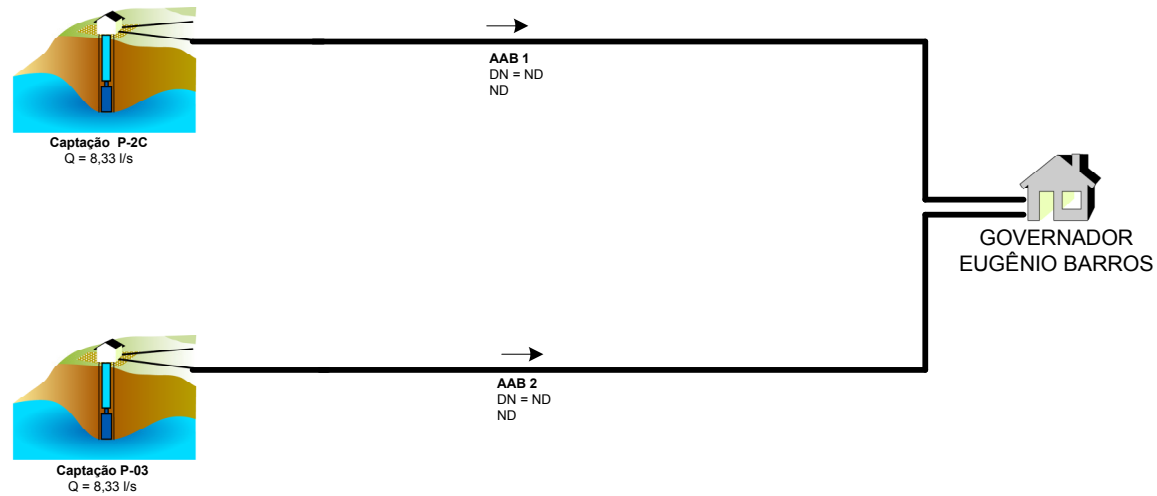 AAB 1
DN = ND
ND
Captação P-2C
Q = 8,33 l/s
GOVERNADOR
EUGÊNIO BARROS
AAB 2
DN = ND
ND
Captação P-03
Q = 8,33 l/s